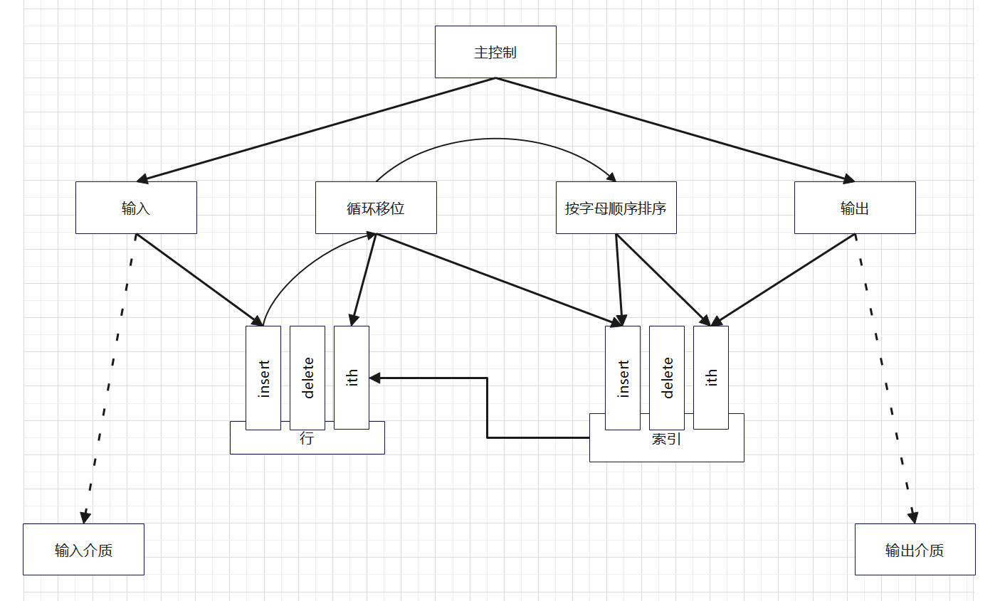 主控制
输入
循环移位
按字母顺序排序
输出
insert
delete
ith
行
insert
delete
ith
索引
输入介质
输出介质